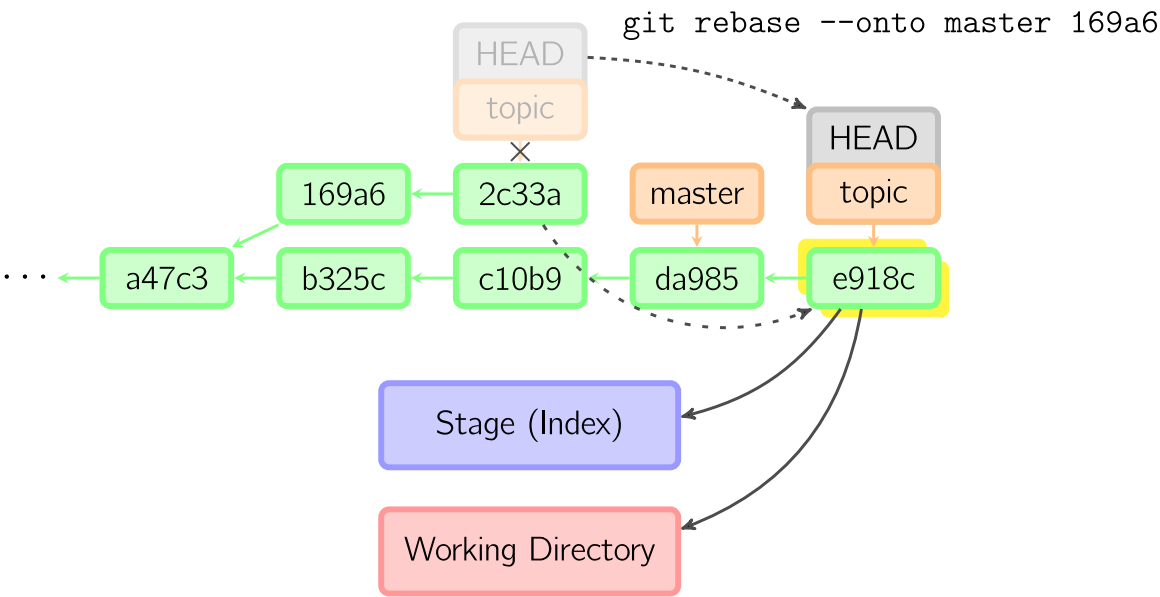 git rebase --onto master 169a6
HEAD
topic
HEAD
169a6
2c33a
master
topic
...
a47c3
b325c
c10b9
da985
e918c
Stage (Index)
Working Directory